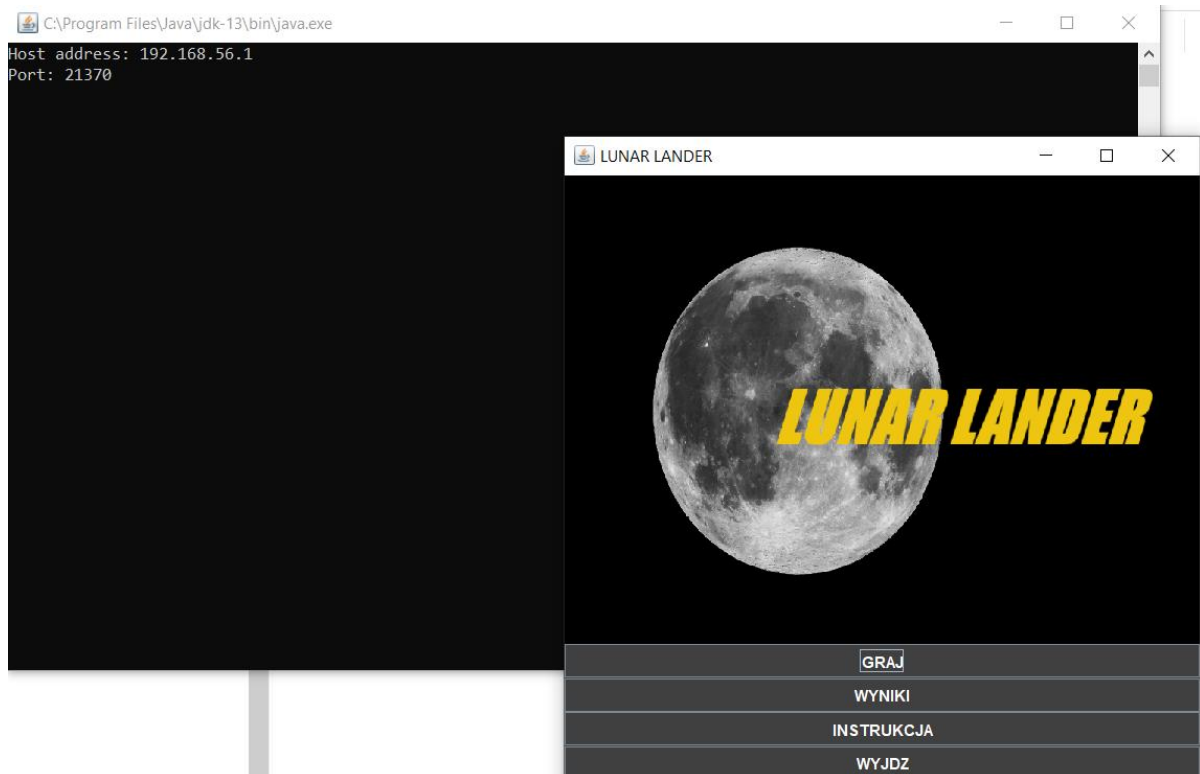 C:\Program Files\Java\jdk-13\bin\java.exe
Host address: 192.168.56.1
Port: 21370
LUNAR LANDER
LUNAR LANDER
GRAJ
WYNIKI
INSTRUKCJA
WYJDZ